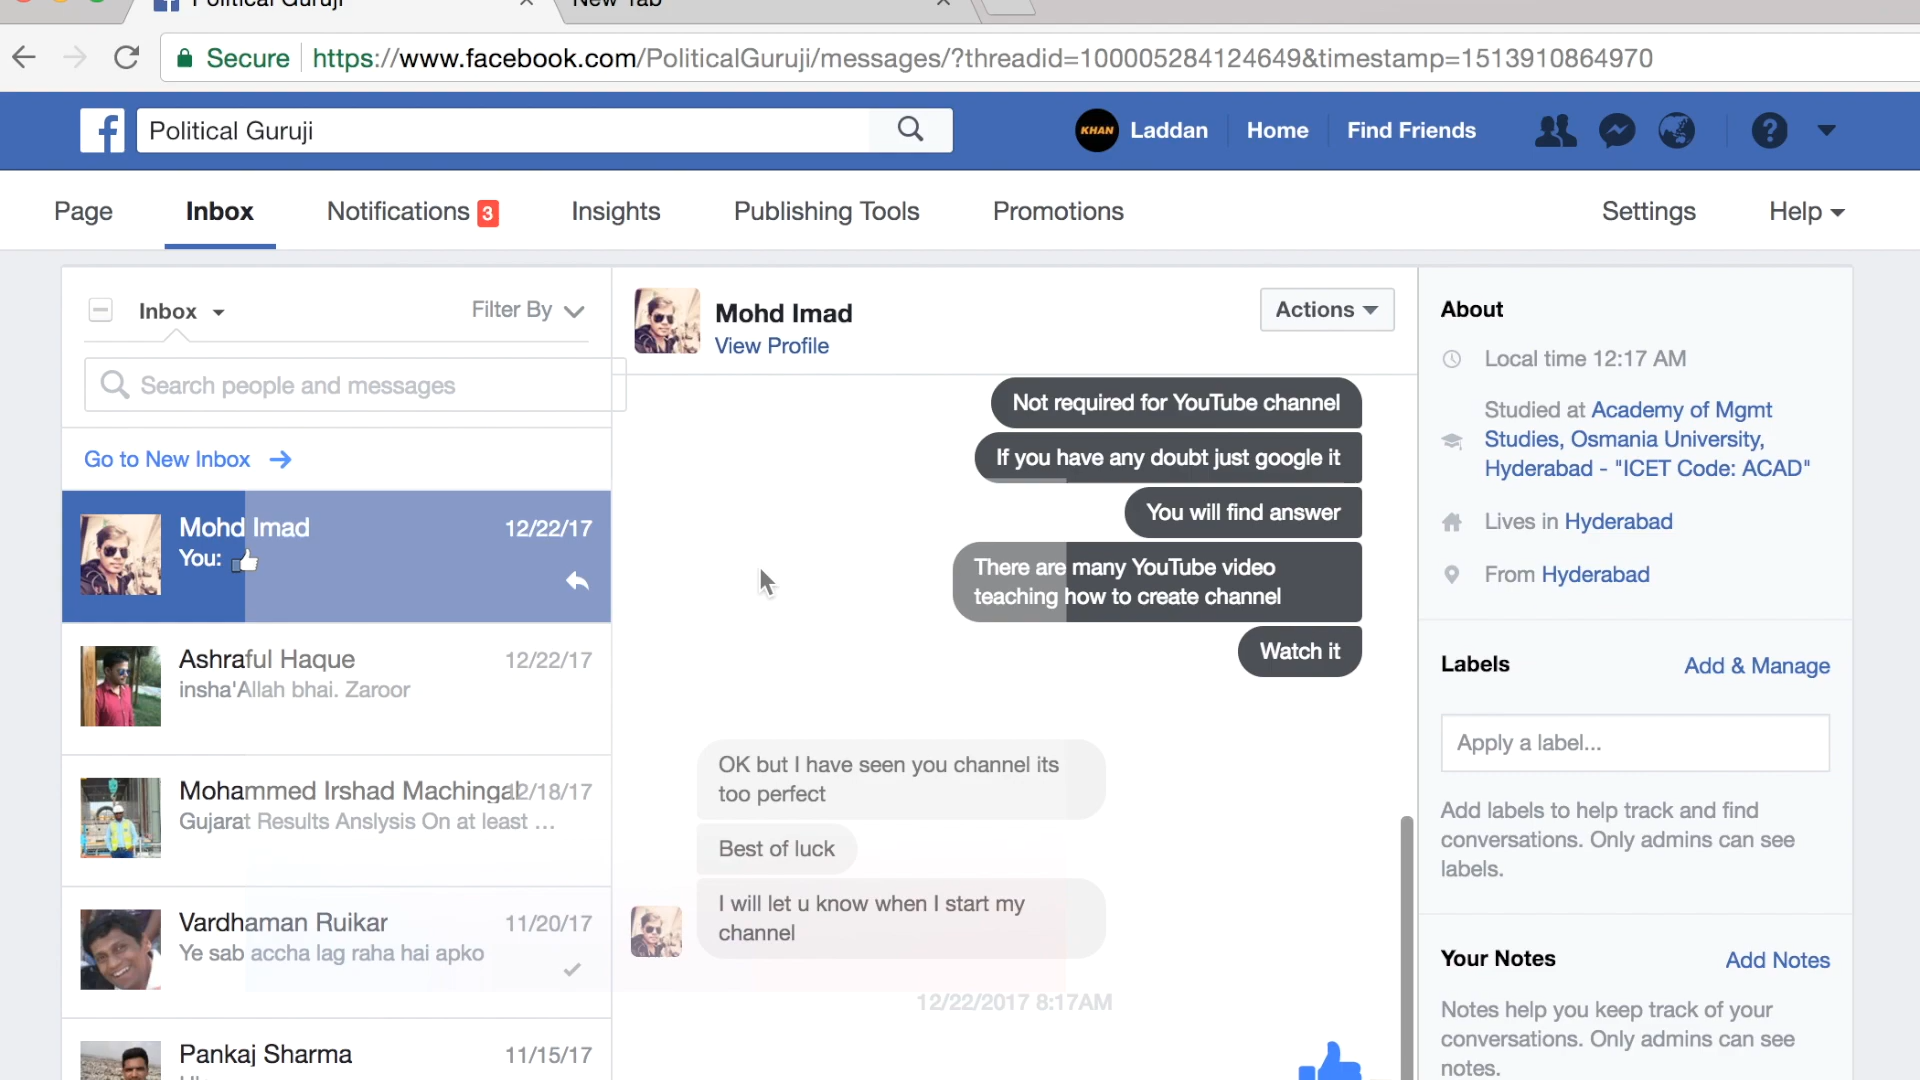 Political Guruji
New Tab
Secure https://www.facebook.com/PoliticalGuruji/messages/?threadid=100005284124649&timestamp=1513910864970
Political Guruji
KHAN
Laddan
Home
Find Friends
Page
Inbox
Notifications 3
Insights
Publishing Tools
Promotions
Settings
Help
Inbox
Filter By
Search people and messages
Go to New Inbox
Mohd Imad 12/22/17
You:
Ashraful Haque 12/22/17
insha'Allah bhai. Zaroor
Mohammed Irshad Machingal 12/18/17
Gujarat Results Anslysis On at least ...
Vardhaman Ruikar 11/20/17
Ye sab accha lag raha hai apko
Pankaj Sharma 11/15/17
Mohd Imad
View Profile
Actions
Not required for YouTube channel
If you have any doubt just google it
You will find answer
There are many YouTube video
teaching how to create channel
Watch it
OK but I have seen you channel its
too perfect
Best of luck
I will let u know when I start my
channel
12/22/2017 8:17AM
About
Local time 12:17 AM
Studied at Academy of Mgmt
Studies, Osmania University,
Hyderabad - "ICET Code: ACAD"
Lives in Hyderabad
From Hyderabad
Labels
Add & Manage
Apply a label...
Add labels to help track and find
conversations. Only admins can see
labels.
Your Notes
Add Notes
Notes help you keep track of your
conversations. Only admins can see
notes.